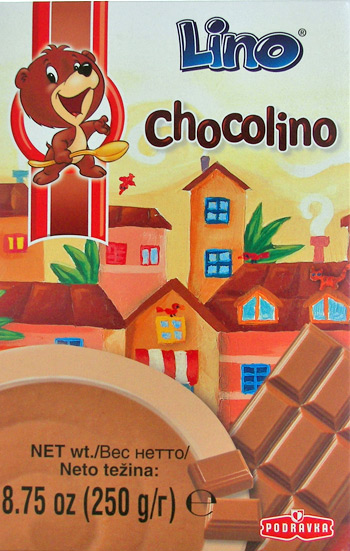 Lino®
Chocolino
NET wt./Вес нетто/
Neto težina:
8.75 oz (250 g/г) ℮
PODRAVKA